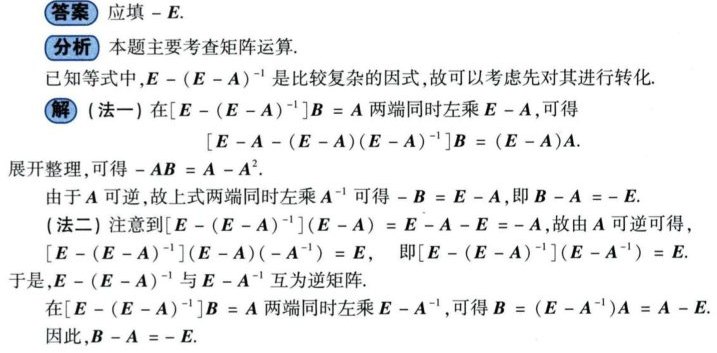 答案 应填 - E.
分析 本题主要考查矩阵运算.
已知等式中,E - (E - A)⁻¹ 是比较复杂的因式,故可以考虑先对其进行转化.
解 (法一) 在[E - (E - A)⁻¹]B = A 两端同时左乘 E - A,可得
[E - A - (E - A)(E - A)⁻¹]B = (E - A)A.
展开整理,可得 - AB = A - A².
由于 A 可逆,故上式两端同时左乘 A⁻¹ 可得 - B = E - A,即 B - A = - E.
(法二) 注意到[E - (E - A)⁻¹](E - A) = E - A - E = - A,故由 A 可逆可得,
[E - (E - A)⁻¹](E - A)(- A⁻¹) = E, 即[E - (E - A)⁻¹](E - A⁻¹) = E.
于是,E - (E - A)⁻¹ 与 E - A⁻¹ 互为逆矩阵.
在[E - (E - A)⁻¹]B = A 两端同时左乘 E - A⁻¹,可得 B = (E - A⁻¹)A = A - E.
因此,B - A = - E.